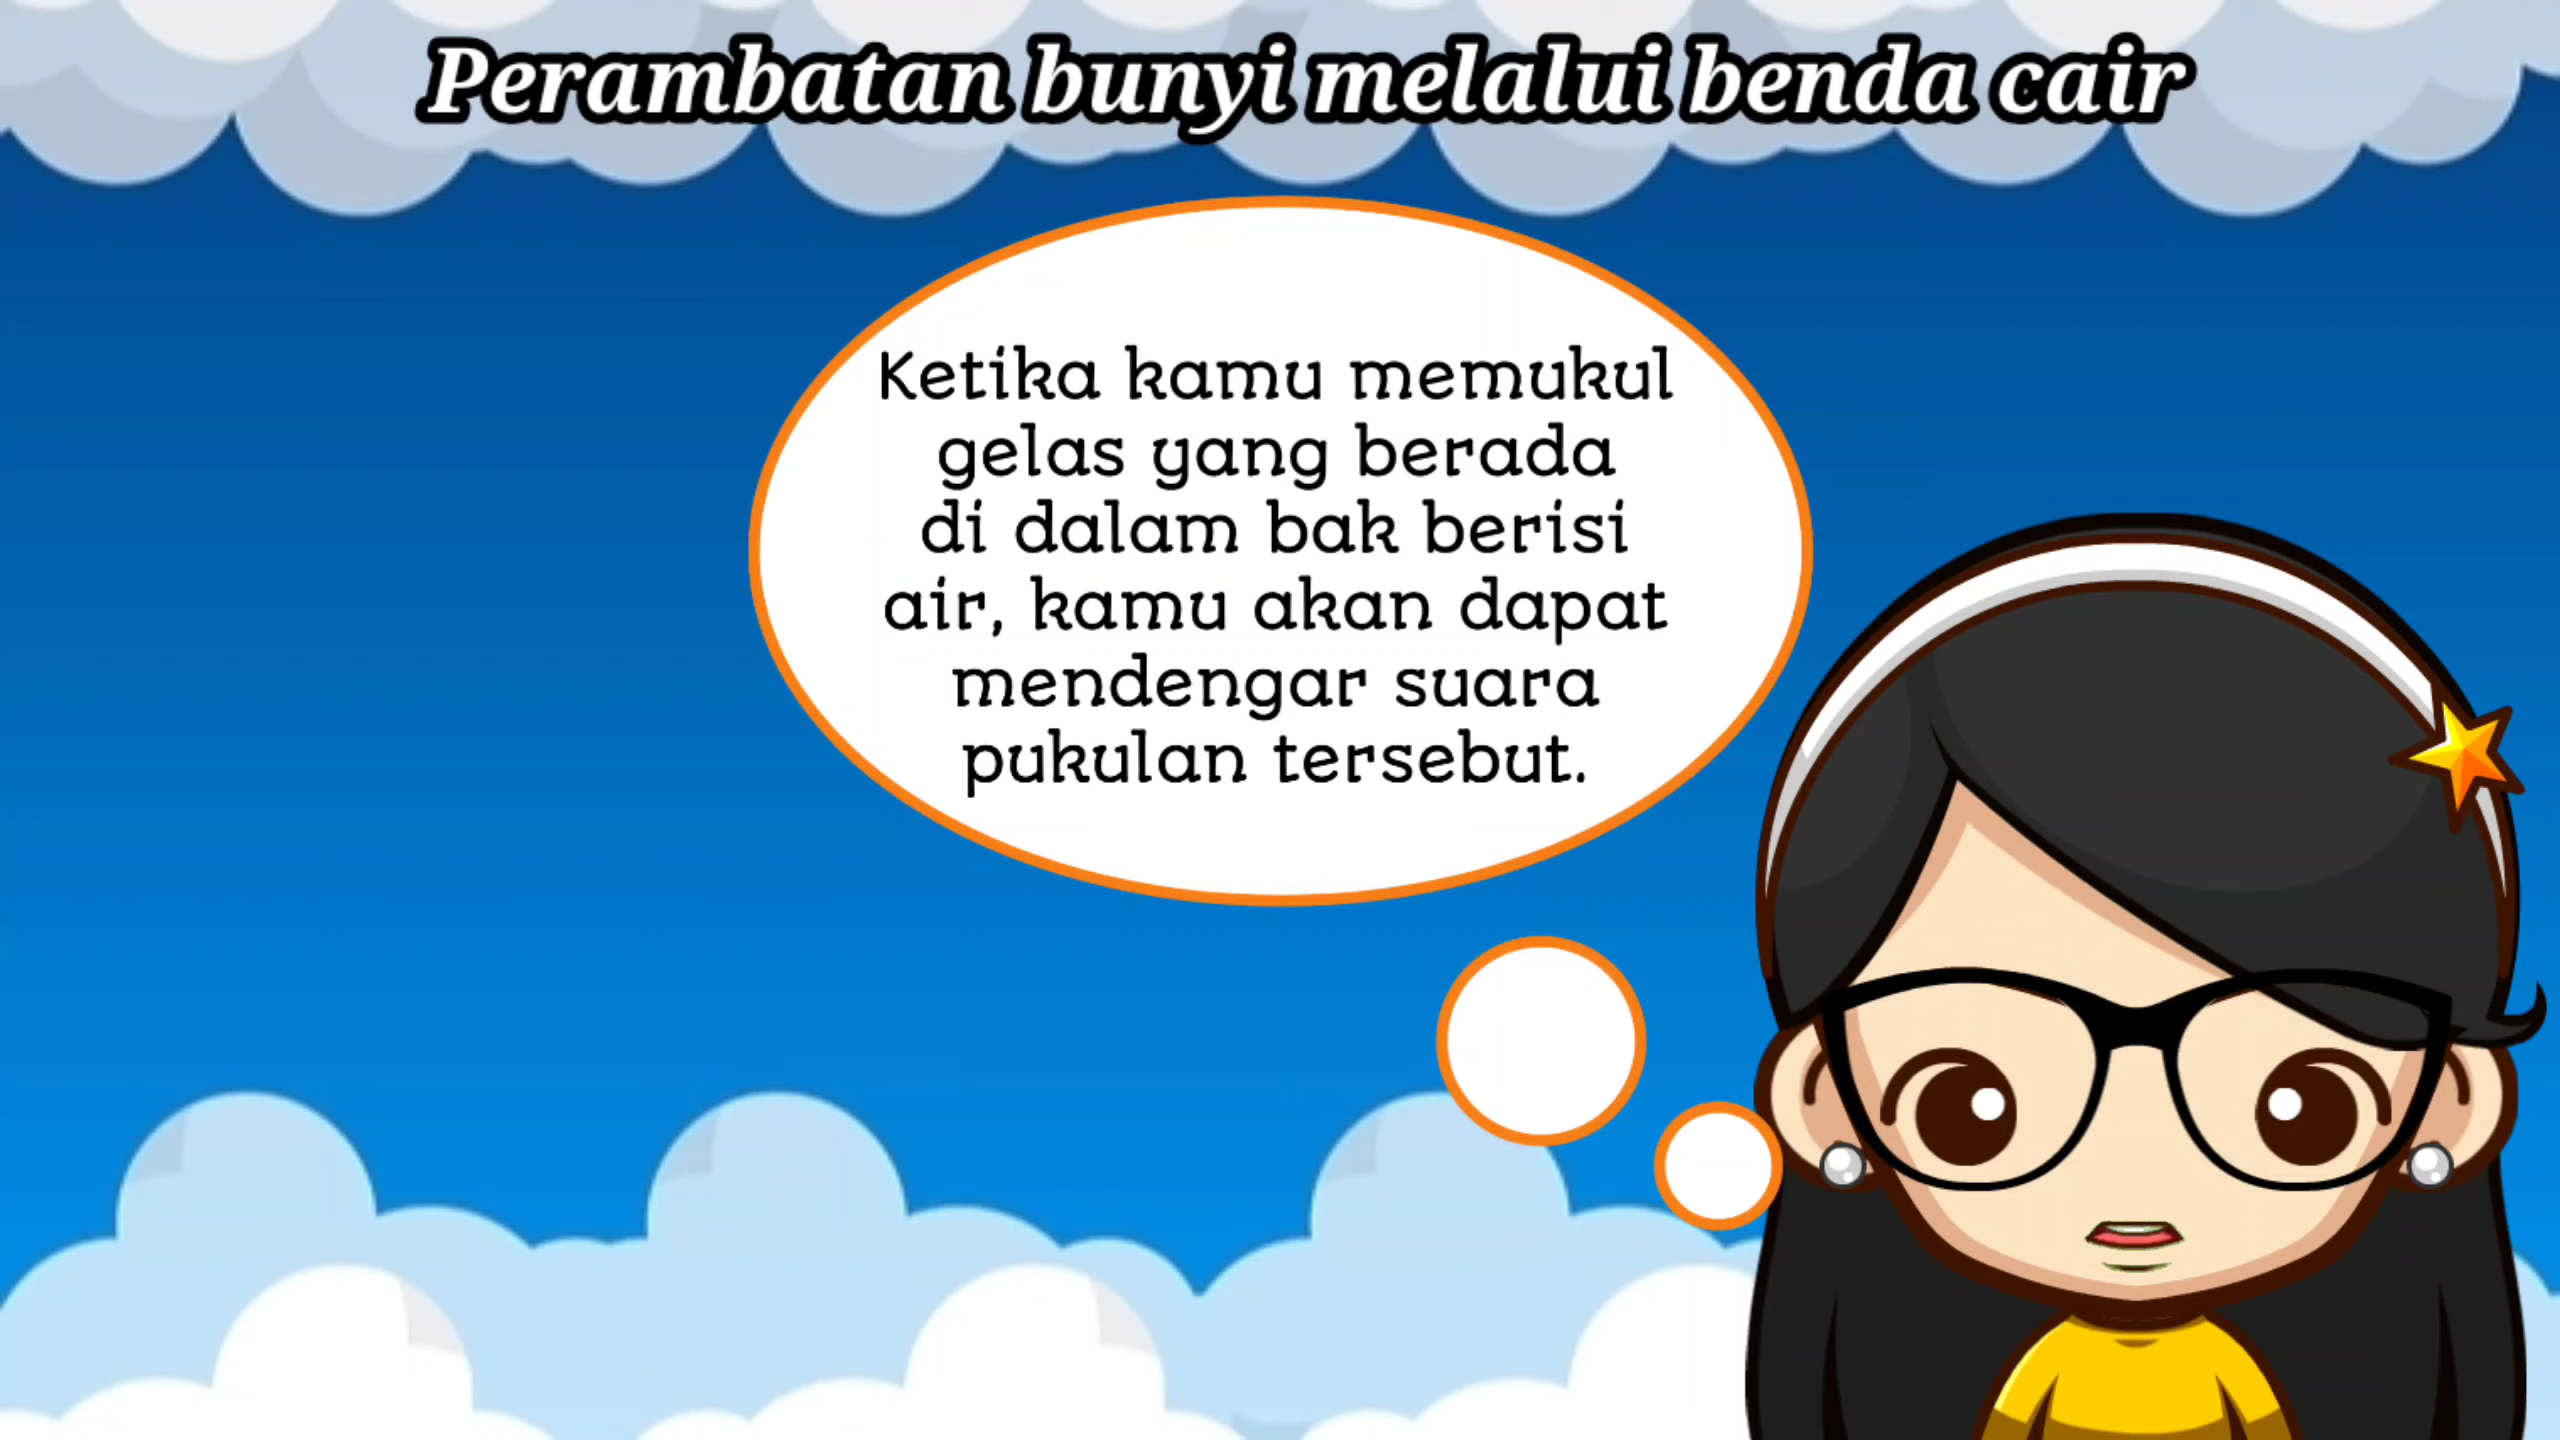 Perambatan bunyi melalui benda cair
Ketika kamu memukul
gelas yang berada
di dalam bak berisi
air, kamu akan dapat
mendengar suara
pukulan tersebut.